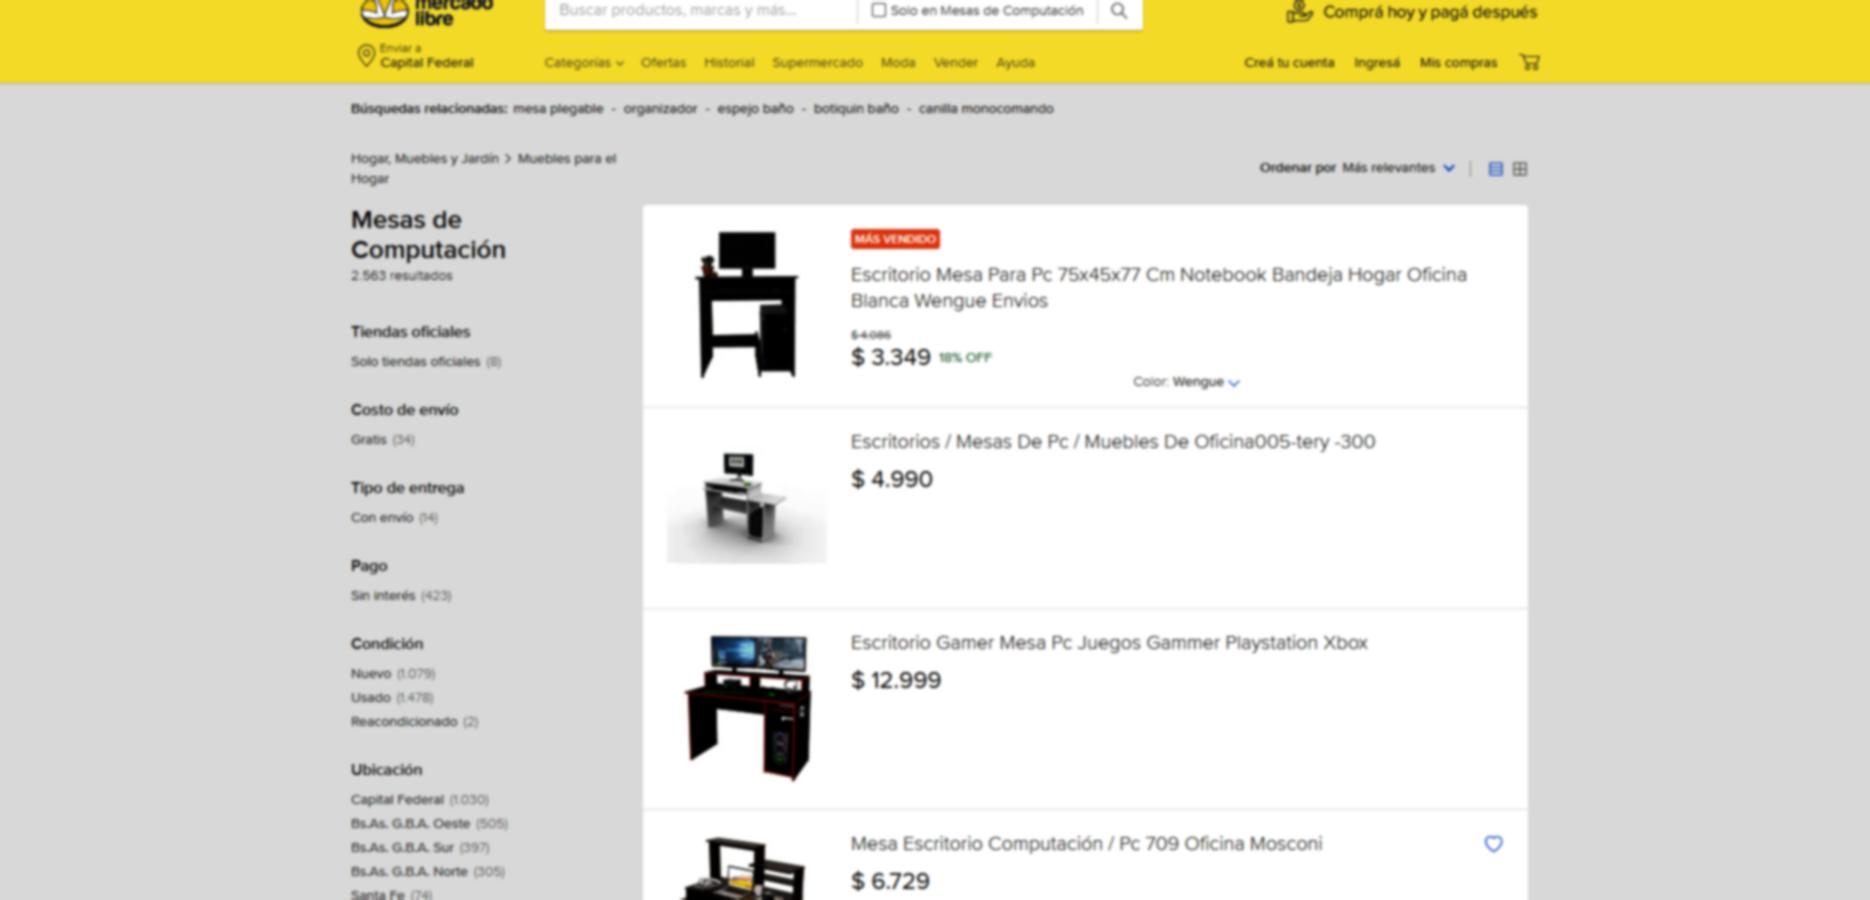 mercado
libre
Buscar productos, marcas y más...
Solo en Mesas de Computación
Comprá hoy y pagá después
Enviar a
Capital Federal
Categorías Ofertas Historial Supermercado Moda Vender Ayuda
Creá tu cuenta Ingresá Mis compras
Búsquedas relacionadas: mesa plegable - organizador - espejo baño - botiquin baño - canilla monocomando
Hogar, Muebles y Jardín > Muebles para el
Hogar
Ordenar por Más relevantes
Mesas de
Computación
2.563 resultados
Tiendas oficiales
Solo tiendas oficiales (8)
Costo de envío
Gratis (34)
Tipo de entrega
Con envío (14)
Pago
Sin interés (423)
Condición
Nuevo (1.079)
Usado (1.478)
Reacondicionado (2)
Ubicación
Capital Federal (1.030)
Bs.As. G.B.A. Oeste (505)
Bs.As. G.B.A. Sur (397)
Bs.As. G.B.A. Norte (305)
Santa Fe (74)
MÁS VENDIDO
Escritorio Mesa Para Pc 75x45x77 Cm Notebook Bandeja Hogar Oficina
Blanca Wengue Envios
$ 4.086
$ 3.349 18% OFF
Color: Wengue
Escritorios / Mesas De Pc / Muebles De Oficina005-tery -300
$ 4.990
Escritorio Gamer Mesa Pc Juegos Gammer Playstation Xbox
$ 12.999
Mesa Escritorio Computación / Pc 709 Oficina Mosconi
$ 6.729